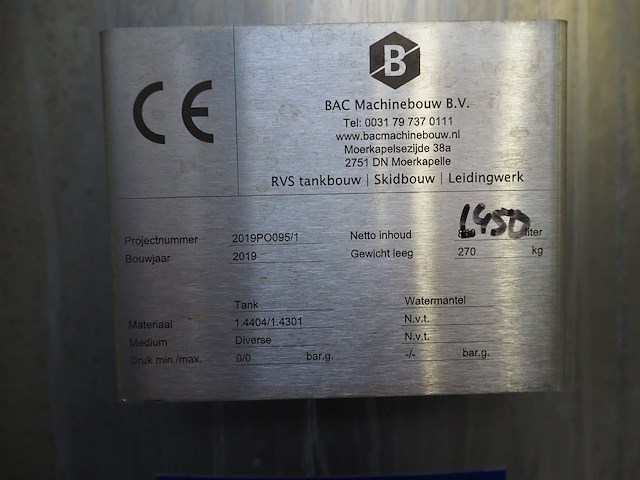 CE
B
BAC Machinebouw B.V.
Tel: 0031 79 737 0111
www.bacmachinebouw.nl
Moerkapelsezijde 38a
2751 DN Moerkapelle
RVS tankbouw | Skidbouw | Leidingwerk
Projectnummer 2019PO095/1 Netto inhoud 1450 liter
Bouwjaar 2019 Gewicht leeg 270 kg
Tank Watermantel
Materiaal 1.4404/1.4301 N.v.t.
Medium Diverse N.v.t.
Druk min./max. 0/0 bar.g. -/- bar.g.